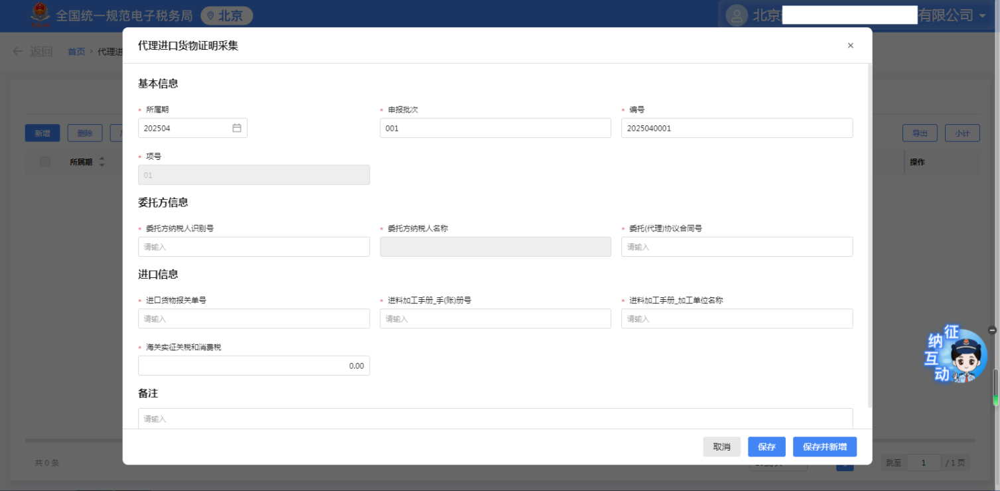 全国统一规范电子税务局 北京 北京 有限公司
返回 首页 代理进
代理进口货物证明采集
基本信息
* 所属期 * 申报批次 * 编号
202504 001 2025040001
新增 删除 导出 小计
* 项号
所属期 操作
01
委托方信息
* 委托方纳税人识别号 * 委托方纳税人名称 * 委托(代理)协议合同号
请输入 请输入
进口信息
* 进口货物报关单号 * 进料加工手册_手(账)册号 * 进料加工手册_加工单位名称
请输入 请输入 请输入
征纳互动
* 海关实征关税和消费税
0.00
备注
请输入
取消 保存 保存并新增
共 0 条 跳至 1 / 1 页